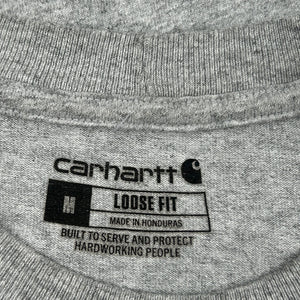 carhartt
M LOOSE FIT
MADE IN HONDURAS
BUILT TO SERVE AND PROTECT
HARDWORKING PEOPLE